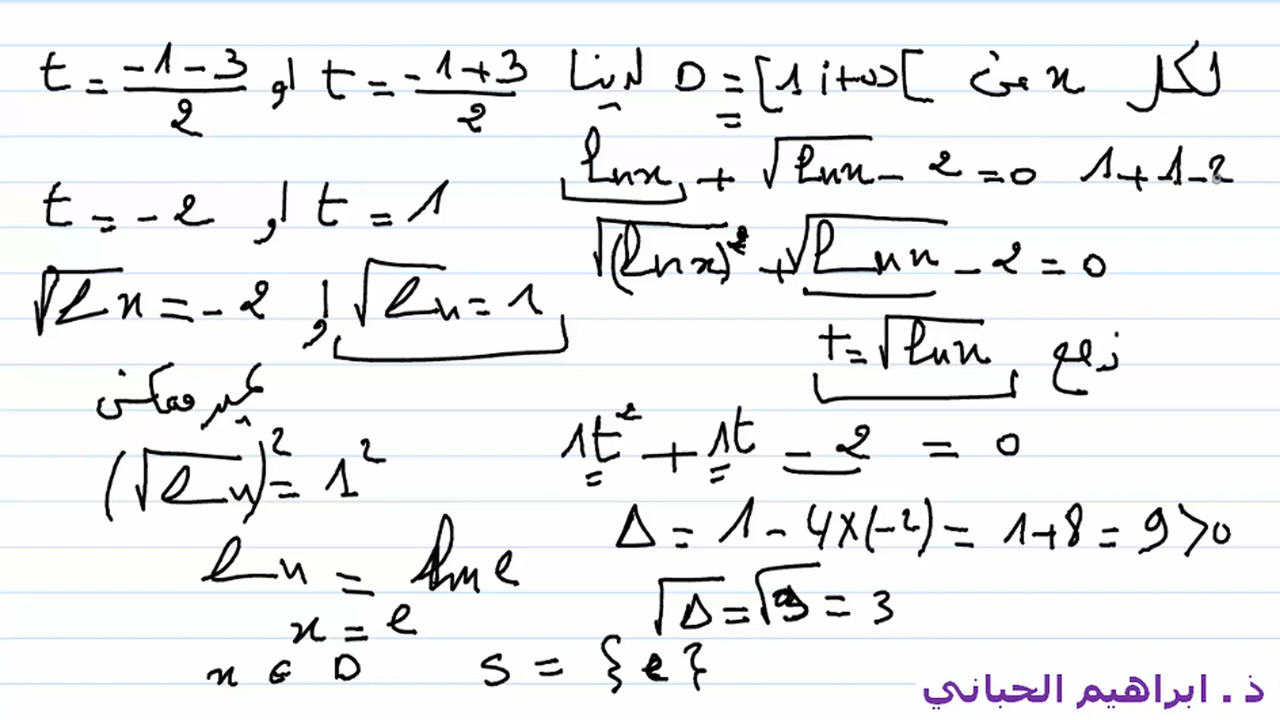 لكل x من D = [1 ; +∞[ لدينا
ln x + √(ln x) - 2 = 0   1 + 1 - 2
√(ln x)² + √(ln x) - 2 = 0
نضع t = √(ln x)
1t² + 1t - 2 = 0
Δ = 1 - 4×(-2) = 1+8 = 9 > 0
√Δ = √9 = 3
t = (-1-3)/2 او t = (-1+3)/2
t = -2 او t = 1
√(ln x) = -2 او √(ln x) = 1
غير ممكن
(√(ln x))² = 1²
ln x = ln e
x = e
x ∈ D   S = {e}
ذ . ابراهيم الحباني